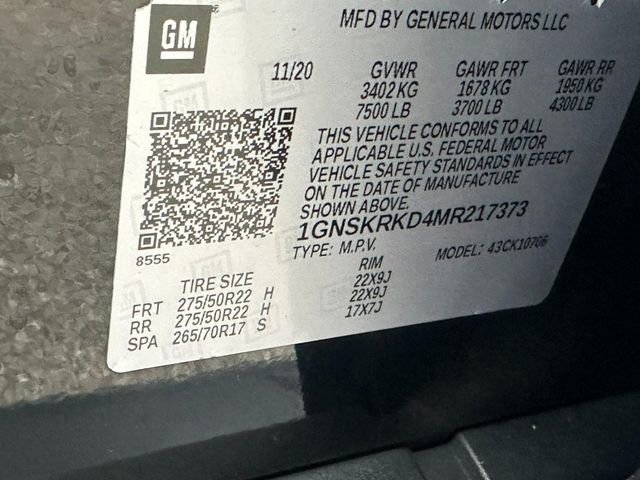 GM
MFD BY GENERAL MOTORS LLC
11/20 GVWR GAWR FRT GAWR RR
3402 KG 1678 KG 1950 KG
7500 LB 3700 LB 4300 LB
THIS VEHICLE CONFORMS TO ALL
APPLICABLE U.S. FEDERAL MOTOR
VEHICLE SAFETY STANDARDS IN EFFECT
ON THE DATE OF MANUFACTURE
SHOWN ABOVE.
1GNSKRKD4MR217373
8555
TYPE: M.P.V. MODEL: 43CK10706
TIRE SIZE RIM
FRT 275/50R22 H 22X9J
RR 275/50R22 H 22X9J
SPA 265/70R17 S 17X7J